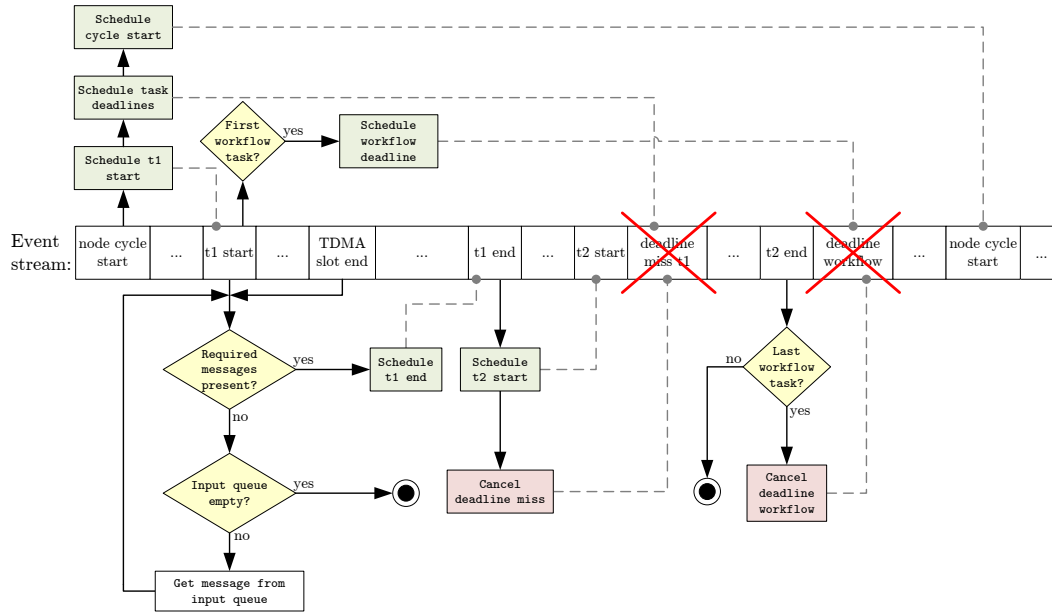 Schedule
cycle start
Schedule task
deadlines
Schedule t1
start
First
workflow
task?
yes
Schedule
workflow
deadline
Event
stream:
node cycle
start
...
t1 start
...
TDMA
slot end
...
t1 end
...
t2 start
deadline
miss t1
...
t2 end
deadline
workflow
...
node cycle
start
...
Required
messages
present?
yes
no
Schedule
t1 end
Schedule
t2 start
Last
workflow
task?
no
yes
Input queue
empty?
yes
no
Cancel
deadline miss
Cancel
deadline
workflow
Get message from
input queue